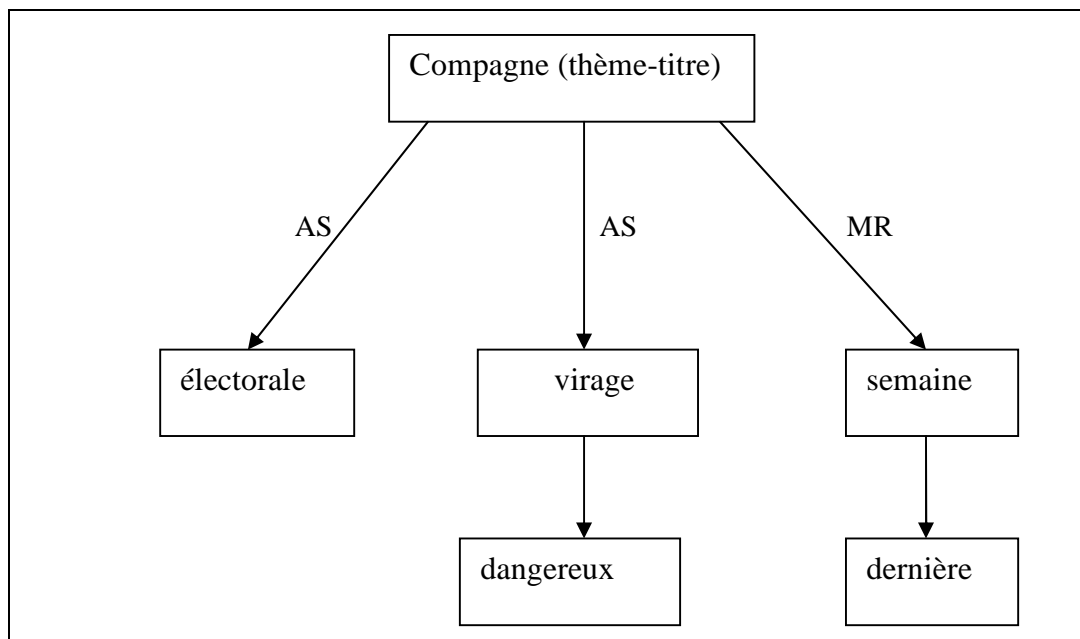 Compagne (thème-titre)
AS
AS
MR
électorale
virage
semaine
dangereux
dernière